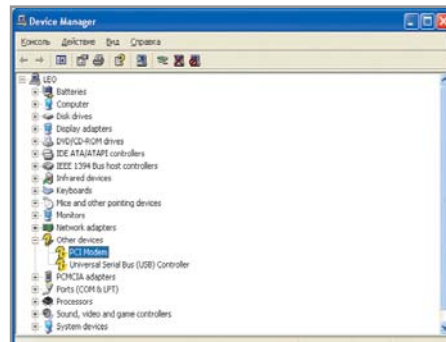 Device Manager
Консоль Действие Вид Справка
LEO
Batteries
Computer
Disk drives
Display adapters
DVD/CD-ROM drives
IDE ATA/ATAPI controllers
IEEE 1394 Bus host controllers
Infrared devices
Keyboards
Mice and other pointing devices
Monitors
Network adapters
Other devices
PCI Modem
Universal Serial Bus (USB) Controller
PCMCIA adapters
Ports (COM & LPT)
Processors
Sound, video and game controllers
System devices